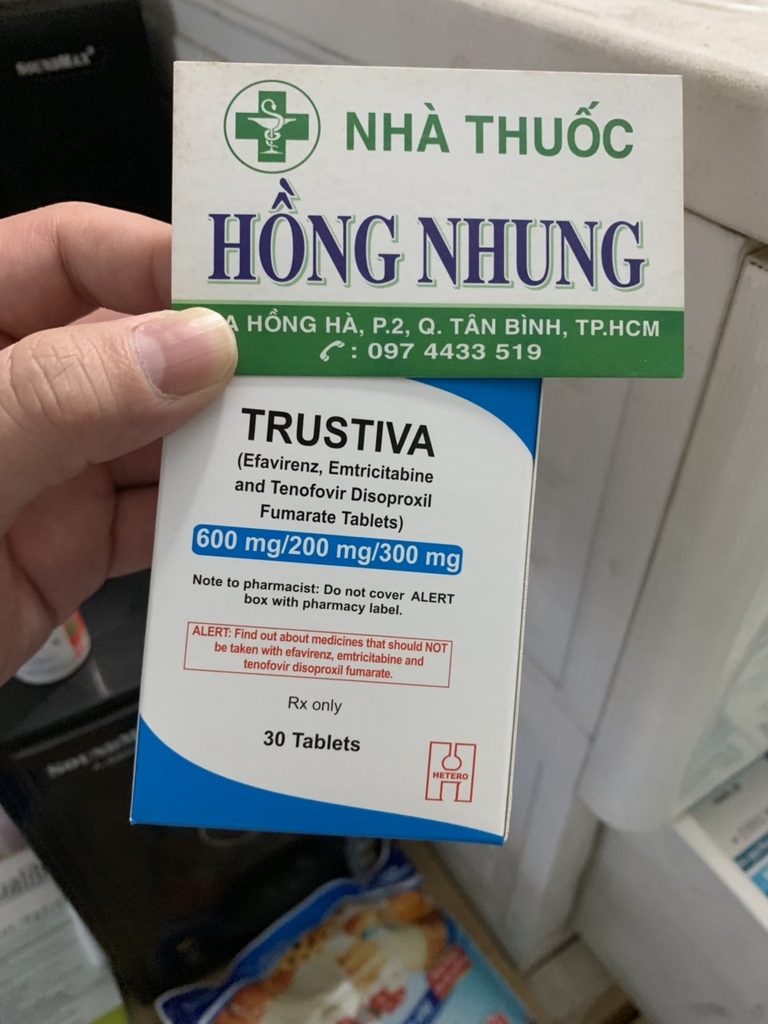 SOUNDMAX
NHÀ THUỐC
HỒNG NHUNG
A HỒNG HÀ, P.2, Q. TÂN BÌNH, TP.HCM
: 097 4433 519
TRUSTIVA
(Efavirenz, Emtricitabine
and Tenofovir Disoproxil
Fumarate Tablets)
600 mg/200 mg/300 mg
Note to pharmacist: Do not cover ALERT
box with pharmacy label.
ALERT: Find out about medicines that should NOT
be taken with efavirenz, emtricitabine and
tenofovir disoproxil fumarate.
Rx only
30 Tablets
HETERO